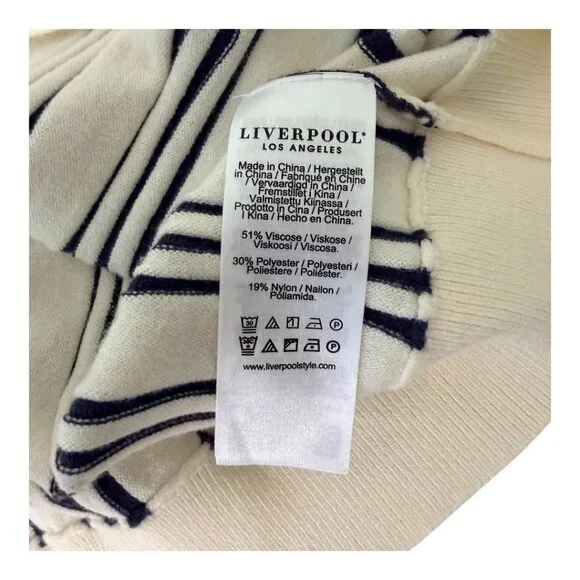 LIVERPOOL®
LOS ANGELES
Made in China / Hergestellt
in China / Fabriqué en Chine
/ Vervaardigd in China /
Fremstillet i Kina /
Valmistettu Kiinassa /
Prodotto in Cina / Produsert
i Kina / Hecho en China.
51% Viscose / Viskose /
Viskoosi / Viscosa.
30% Polyester / Polyesteri /
Poliestere / Poliéster.
19% Nylon / Nailon /
Poliamida.
30 P
P
www.liverpoolstyle.com